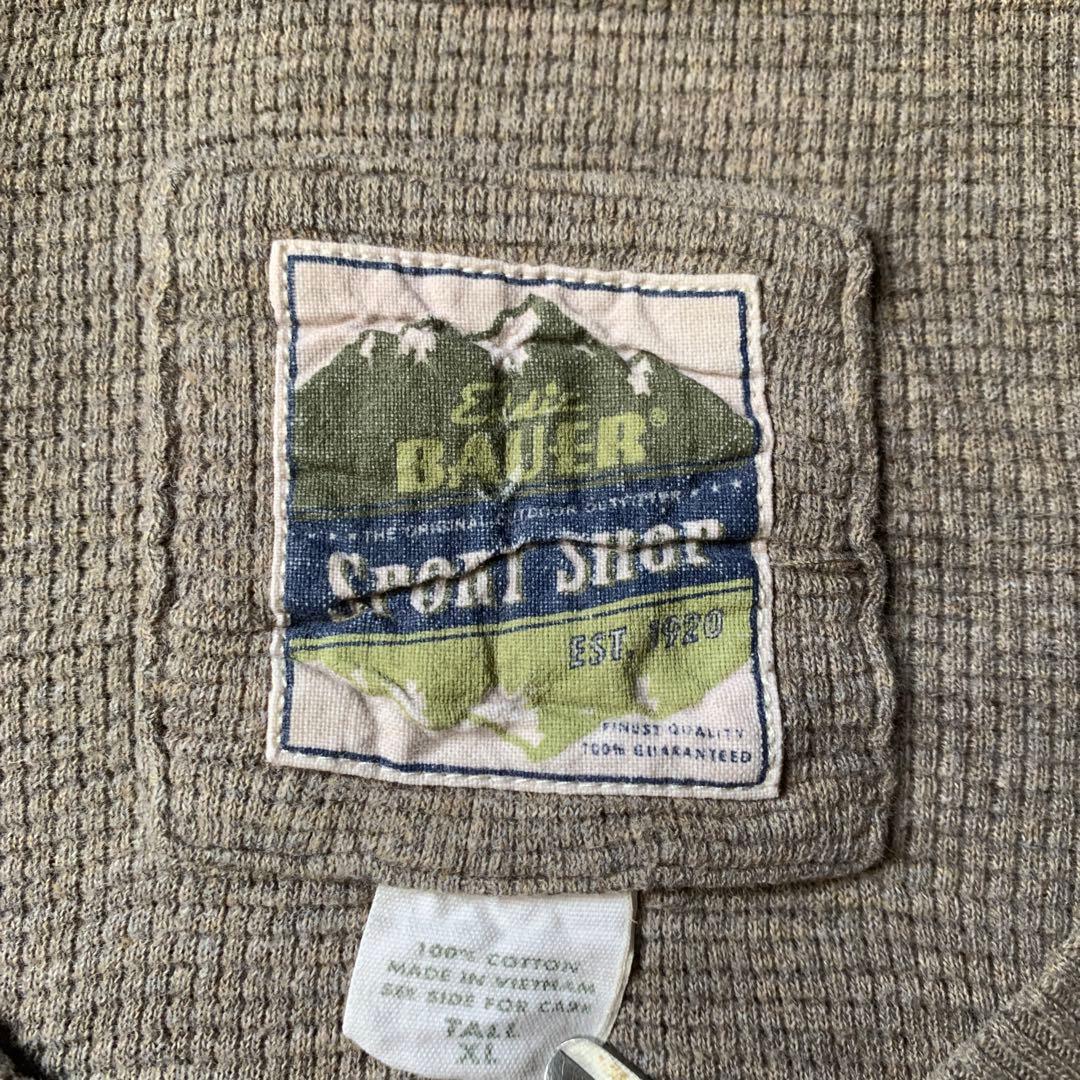 Eddie
BAUER®
★ ★ ★ THE ORIGINAL OUTDOOR OUTFITTER ★ ★ ★
SPORT SHOP
EST. 1920
FINEST QUALITY
100% GUARANTEED
100% COTTON
MADE IN VIETNAM
SEE SIDE FOR CARE
TALL
XL